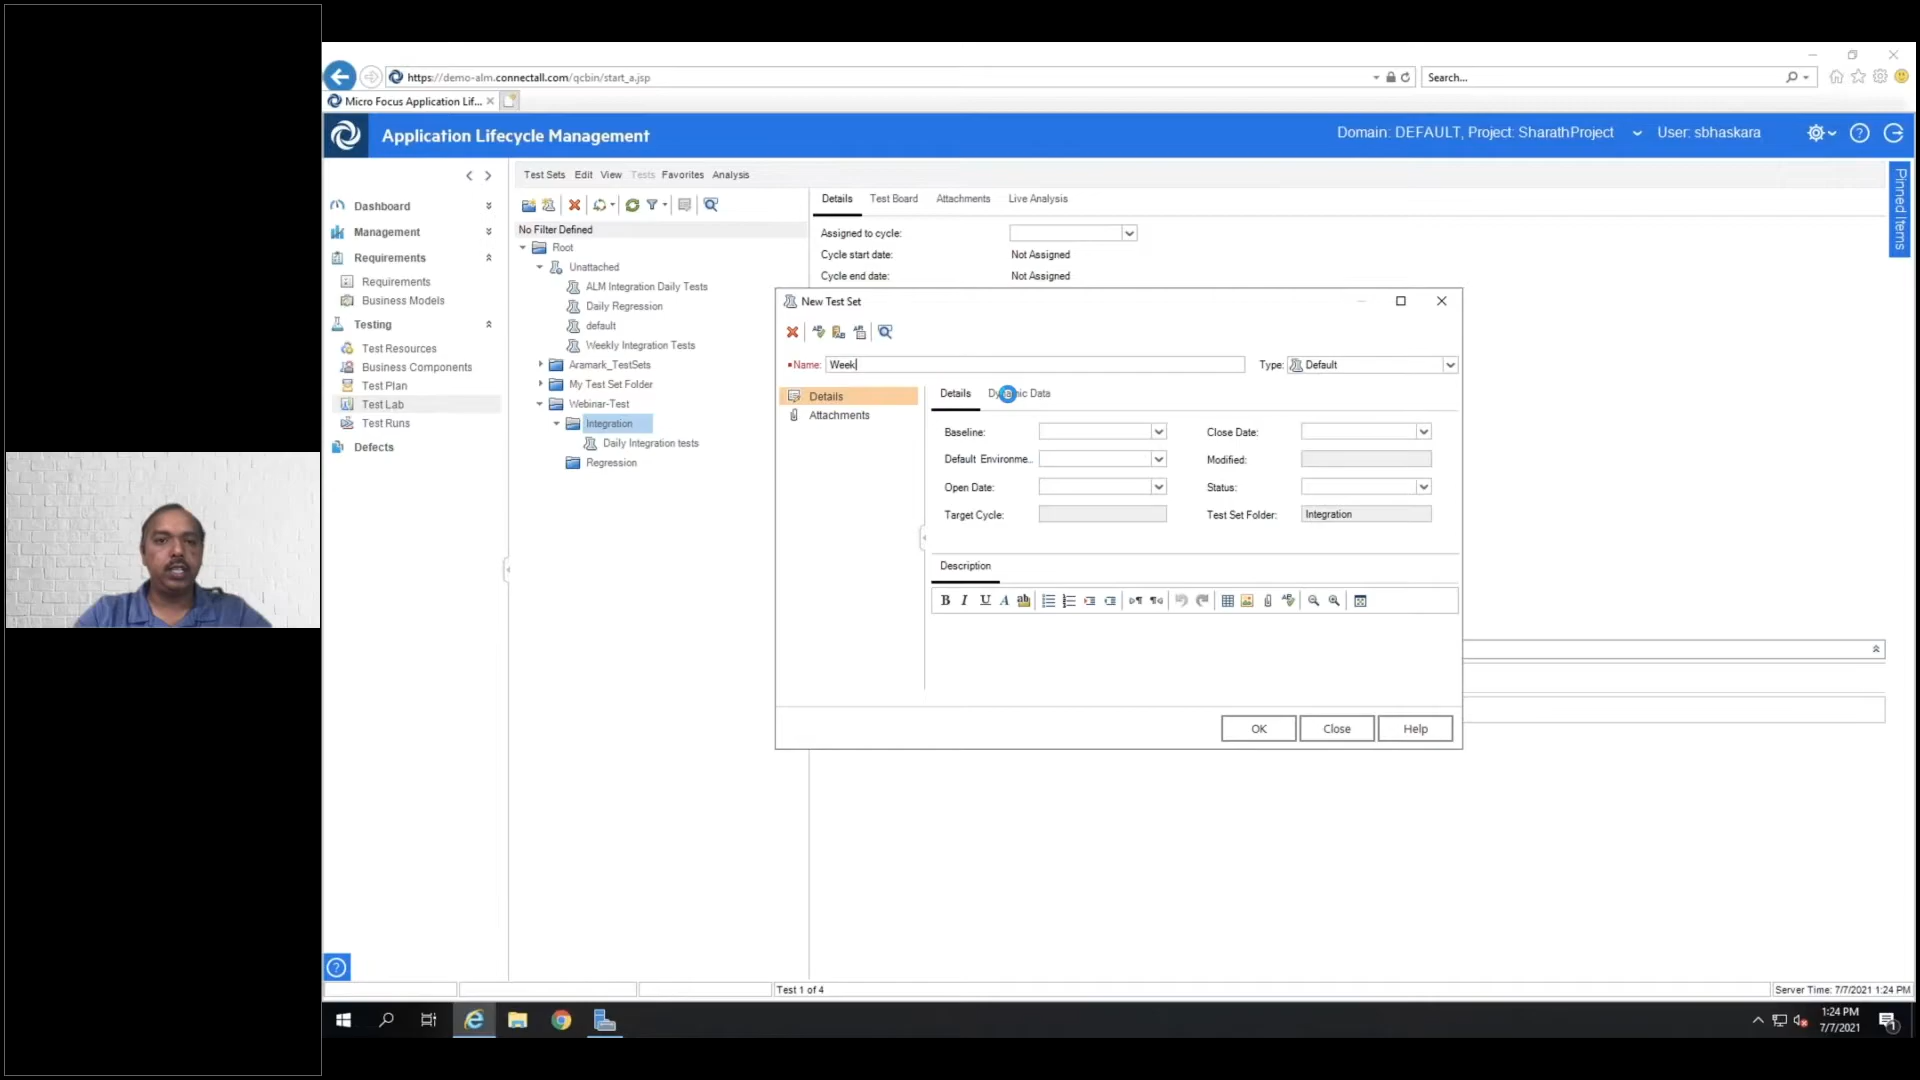 https://demo-alm.connectall.com/qcbin/start_a.jsp
Search...
Micro Focus Application Lif...
Application Lifecycle Management
Domain: DEFAULT, Project: SharathProject
User: sbhaskara
Pinned Items
Dashboard
Management
Requirements
Requirements
Business Models
Testing
Test Resources
Business Components
Test Plan
Test Lab
Test Runs
Defects
Test Sets Edit View Tests Favorites Analysis
No Filter Defined
Root
Unattached
ALM Integration Daily Tests
Daily Regression
default
Weekly Integration Tests
Aramark_TestSets
My Test Set Folder
Webinar-Test
Integration
Daily Integration tests
Regression
Details Test Board Attachments Live Analysis
Assigned to cycle:
Cycle start date: Not Assigned
Cycle end date: Not Assigned
New Test Set
Name: Week
Type: Default
Details
Attachments
Details
Baseline:
Close Date:
Default Environme...
Modified:
Open Date:
Status:
Target Cycle:
Test Set Folder: Integration
Description
B I U A ab
OK Close Help
Test 1 of 4
Server Time: 7/7/2021 1:24 PM
1:24 PM
7/7/2021